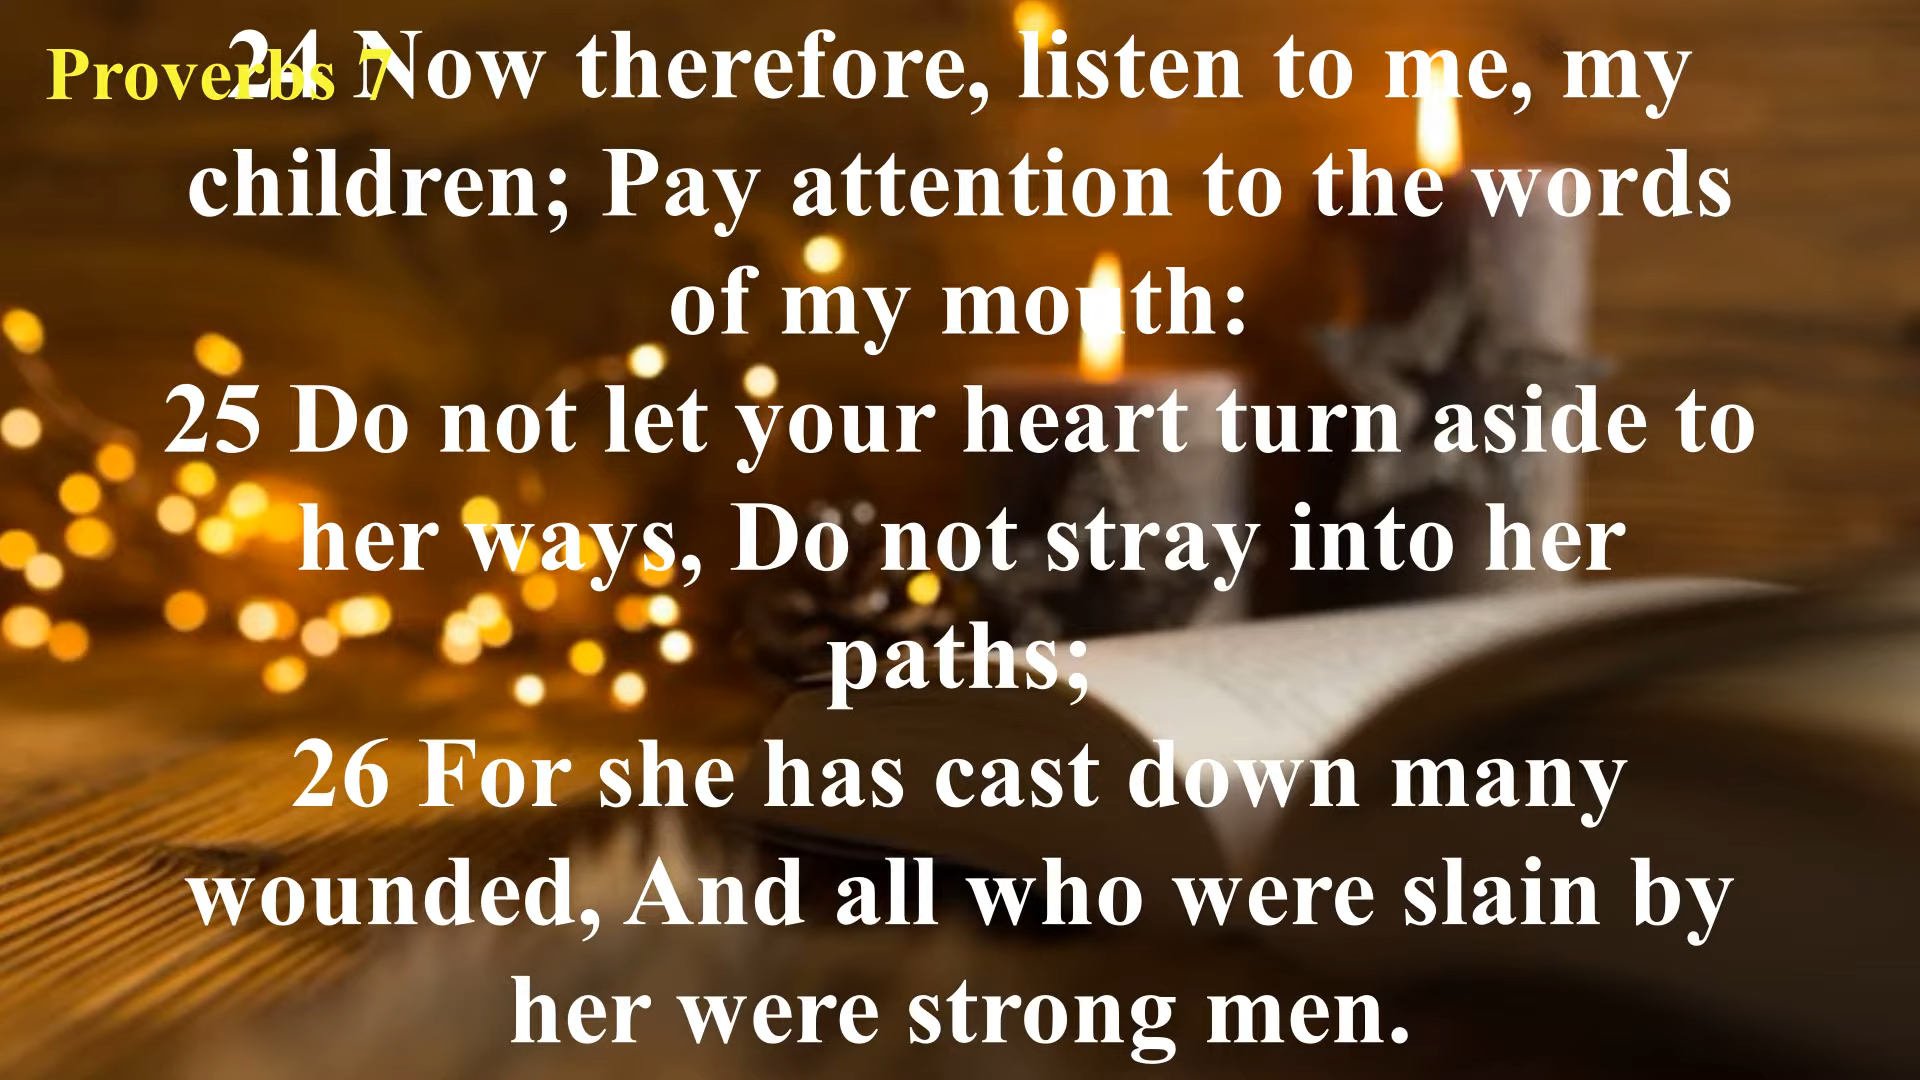 Proverbs 7
24 Now therefore, listen to me, my
children; Pay attention to the words
of my mouth:
25 Do not let your heart turn aside to
her ways, Do not stray into her
paths;
26 For she has cast down many
wounded, And all who were slain by
her were strong men.